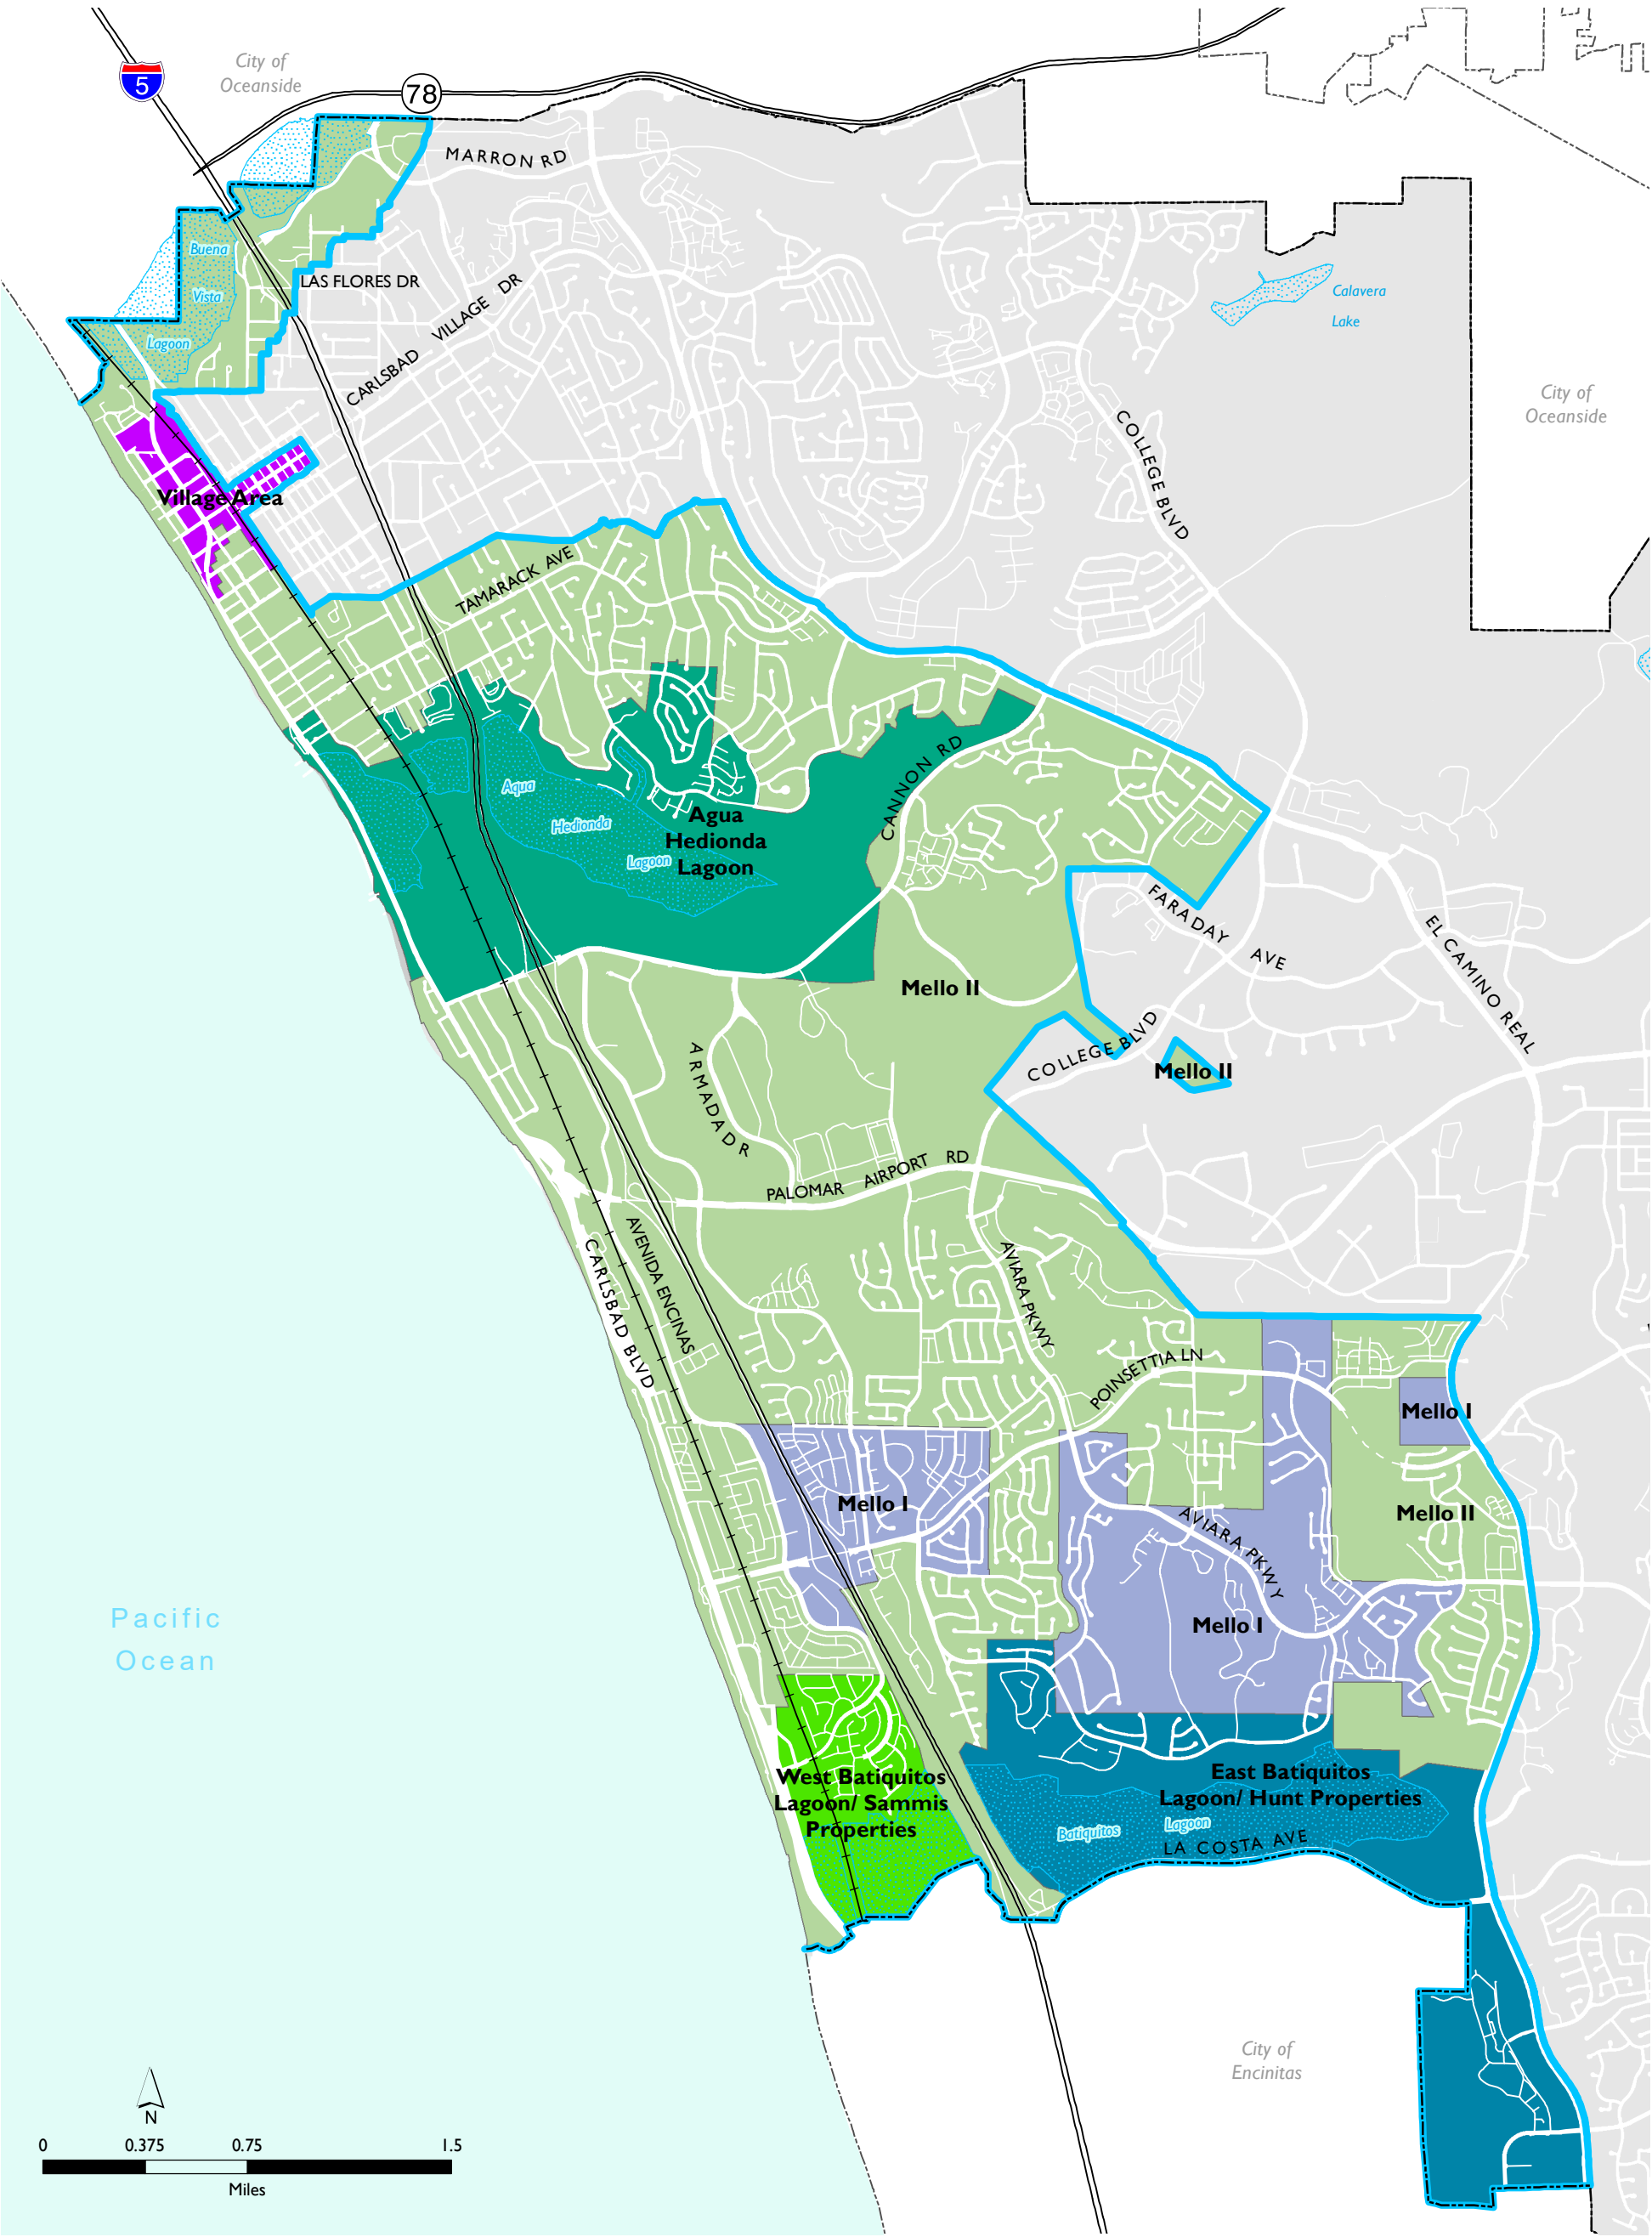 City of
Oceanside
5
78
MARRON RD
Buena
Vista
Lagoon
LAS FLORES DR
CARLSBAD VILLAGE DR
Calavera
Lake
City of
Oceanside
COLLEGE BLVD
Village Area
TAMARACK AVE
CANNON RD
Aqua
Hedionda
Lagoon
Agua
Hedionda
Lagoon
FARADAY AVE
EL CAMINO REAL
Mello II
COLLEGE BLVD
Mello II
ARMADA DR
PALOMAR AIRPORT RD
AVENIDA ENCINAS
CARLSBAD BLVD
AVIARA PKWY
POINSETTIA LN
Mello I
Mello I
Mello II
AVIARA PKWY
Mello I
Pacific
Ocean
West Batiquitos
Lagoon/ Sammis
Properties
East Batiquitos
Lagoon/ Hunt Properties
Batiquitos
Lagoon
LA COSTA AVE
City of
Encinitas
N
0 0.375 0.75 1.5
Miles